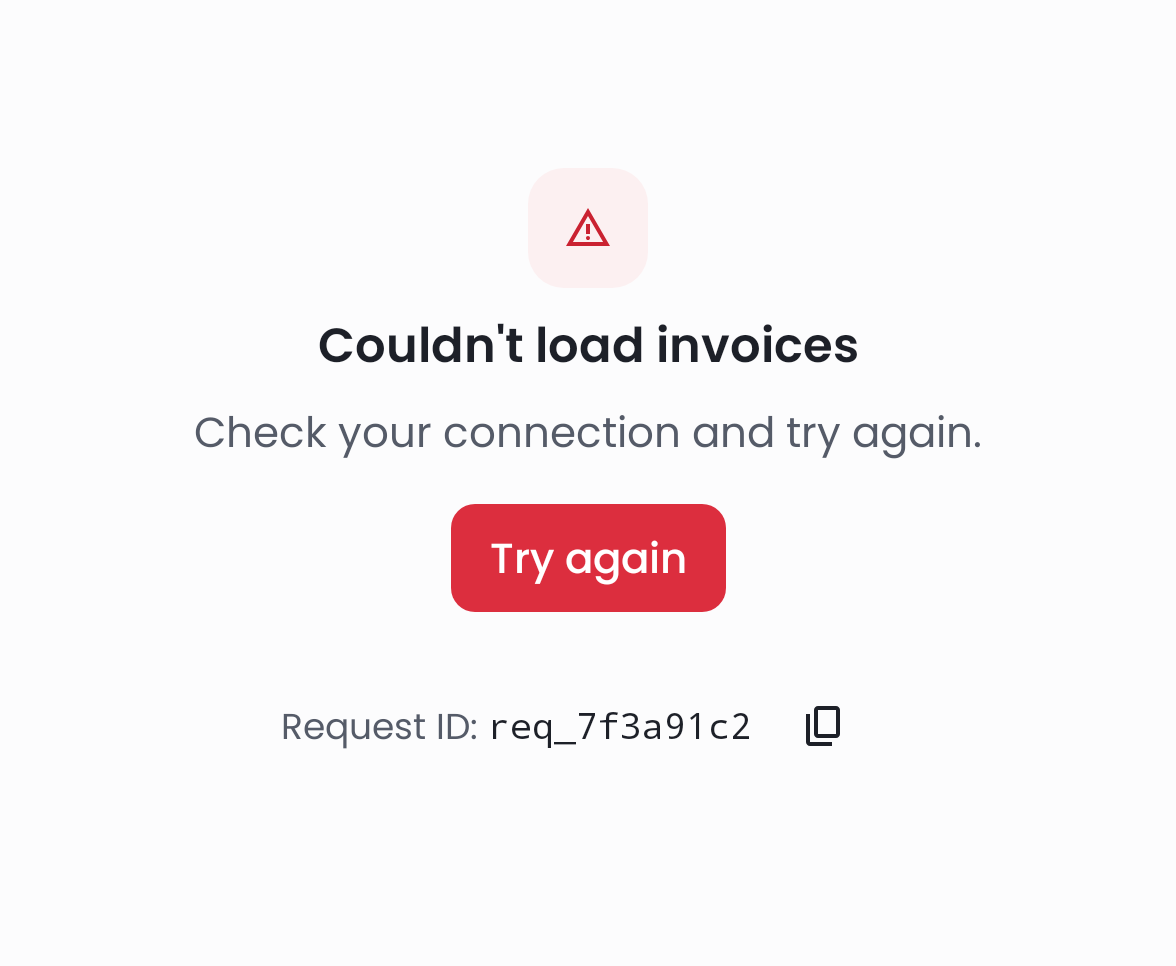 Couldn't load invoices
Check your connection and try again.
Try again
Request ID: req_7f3a91c2